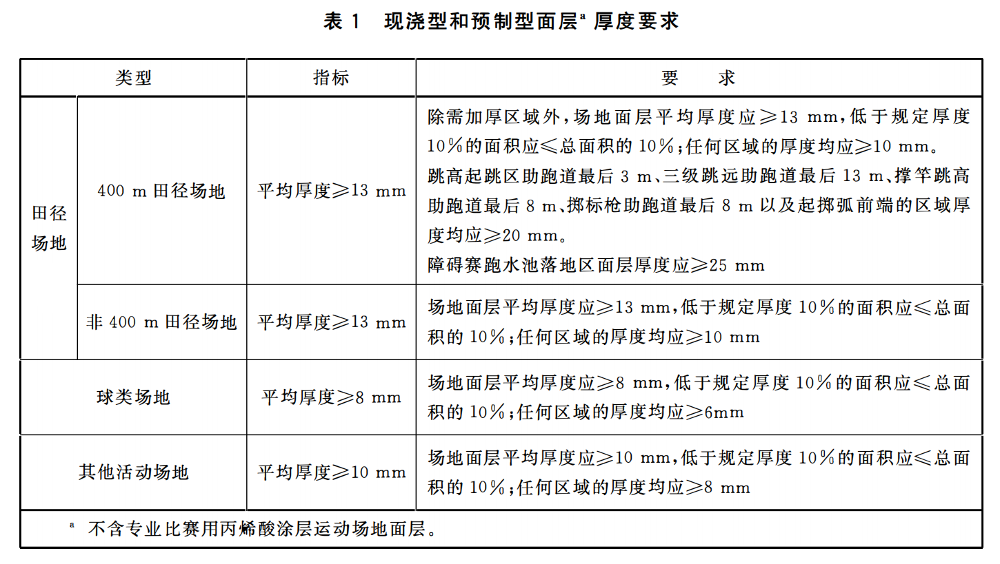 表 1 现浇型和预制型面层a 厚度要求
类型 指标 要 求
田径
场地
400 m 田径场地
平均厚度≥13 mm
除需加厚区域外,场地面层平均厚度应≥13 mm,低于规定厚度
10%的面积应≤总面积的 10%;任何区域的厚度均应≥10 mm。
跳高起跳区助跑道最后 3 m、三级跳远助跑道最后 13 m、撑竿跳高
助跑道最后 8 m、掷标枪助跑道最后 8 m 以及起掷弧前端的区域厚
度均应≥20 mm。
障碍赛跑水池落地区面层厚度应≥25 mm
非 400 m 田径场地
平均厚度≥13 mm
场地面层平均厚度应≥13 mm,低于规定厚度 10%的面积应≤总面
积的 10%;任何区域的厚度均应≥10 mm
球类场地
平均厚度≥8 mm
场地面层平均厚度应≥8 mm,低于规定厚度 10%的面积应≤总面
积的 10%;任何区域的厚度均应≥6mm
其他活动场地
平均厚度≥10 mm
场地面层平均厚度应≥10 mm,低于规定厚度 10%的面积应≤总面
积的 10%;任何区域的厚度均应≥8 mm
a 不含专业比赛用丙烯酸涂层运动场地面层。